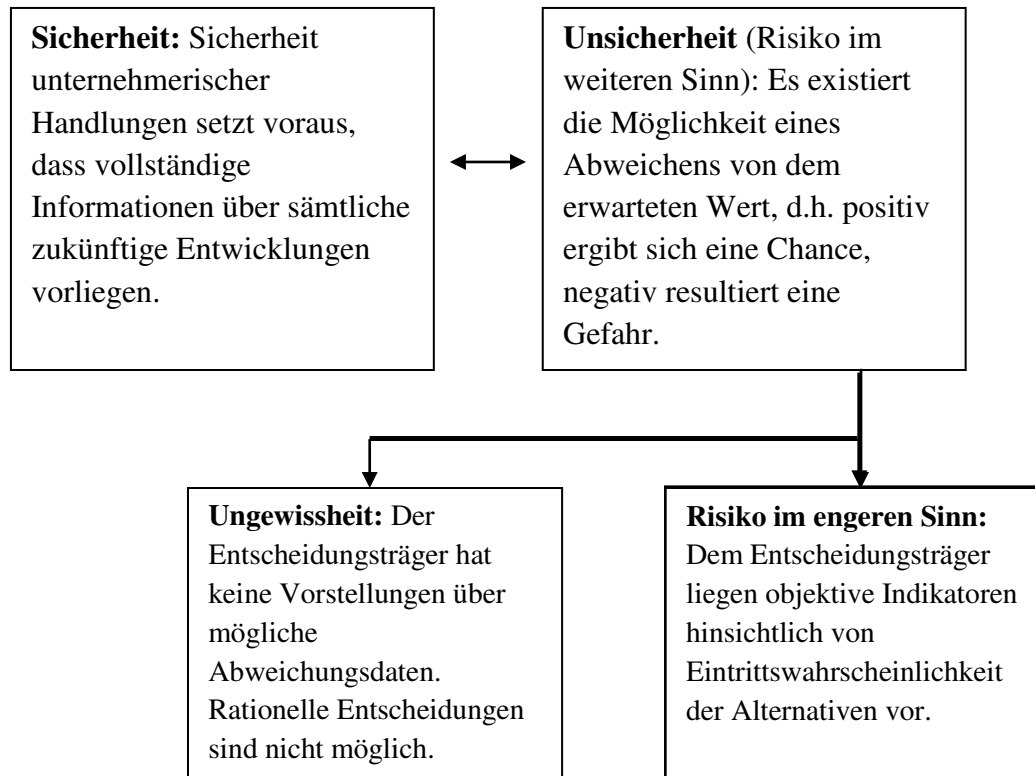 Sicherheit: Sicherheit
unternehmerischer
Handlungen setzt voraus,
dass vollständige
Informationen über sämtliche
zukünftige Entwicklungen
vorliegen.
Unsicherheit (Risiko im
weiteren Sinn): Es existiert
die Möglichkeit eines
Abweichens von dem
erwarteten Wert, d.h. positiv
ergibt sich eine Chance,
negativ resultiert eine
Gefahr.
Ungewissheit: Der
Entscheidungsträger hat
keine Vorstellungen über
mögliche
Abweichungsdaten.
Rationelle Entscheidungen
sind nicht möglich.
Risiko im engeren Sinn:
Dem Entscheidungsträger
liegen objektive Indikatoren
hinsichtlich von
Eintrittswahrscheinlichkeit
der Alternativen vor.